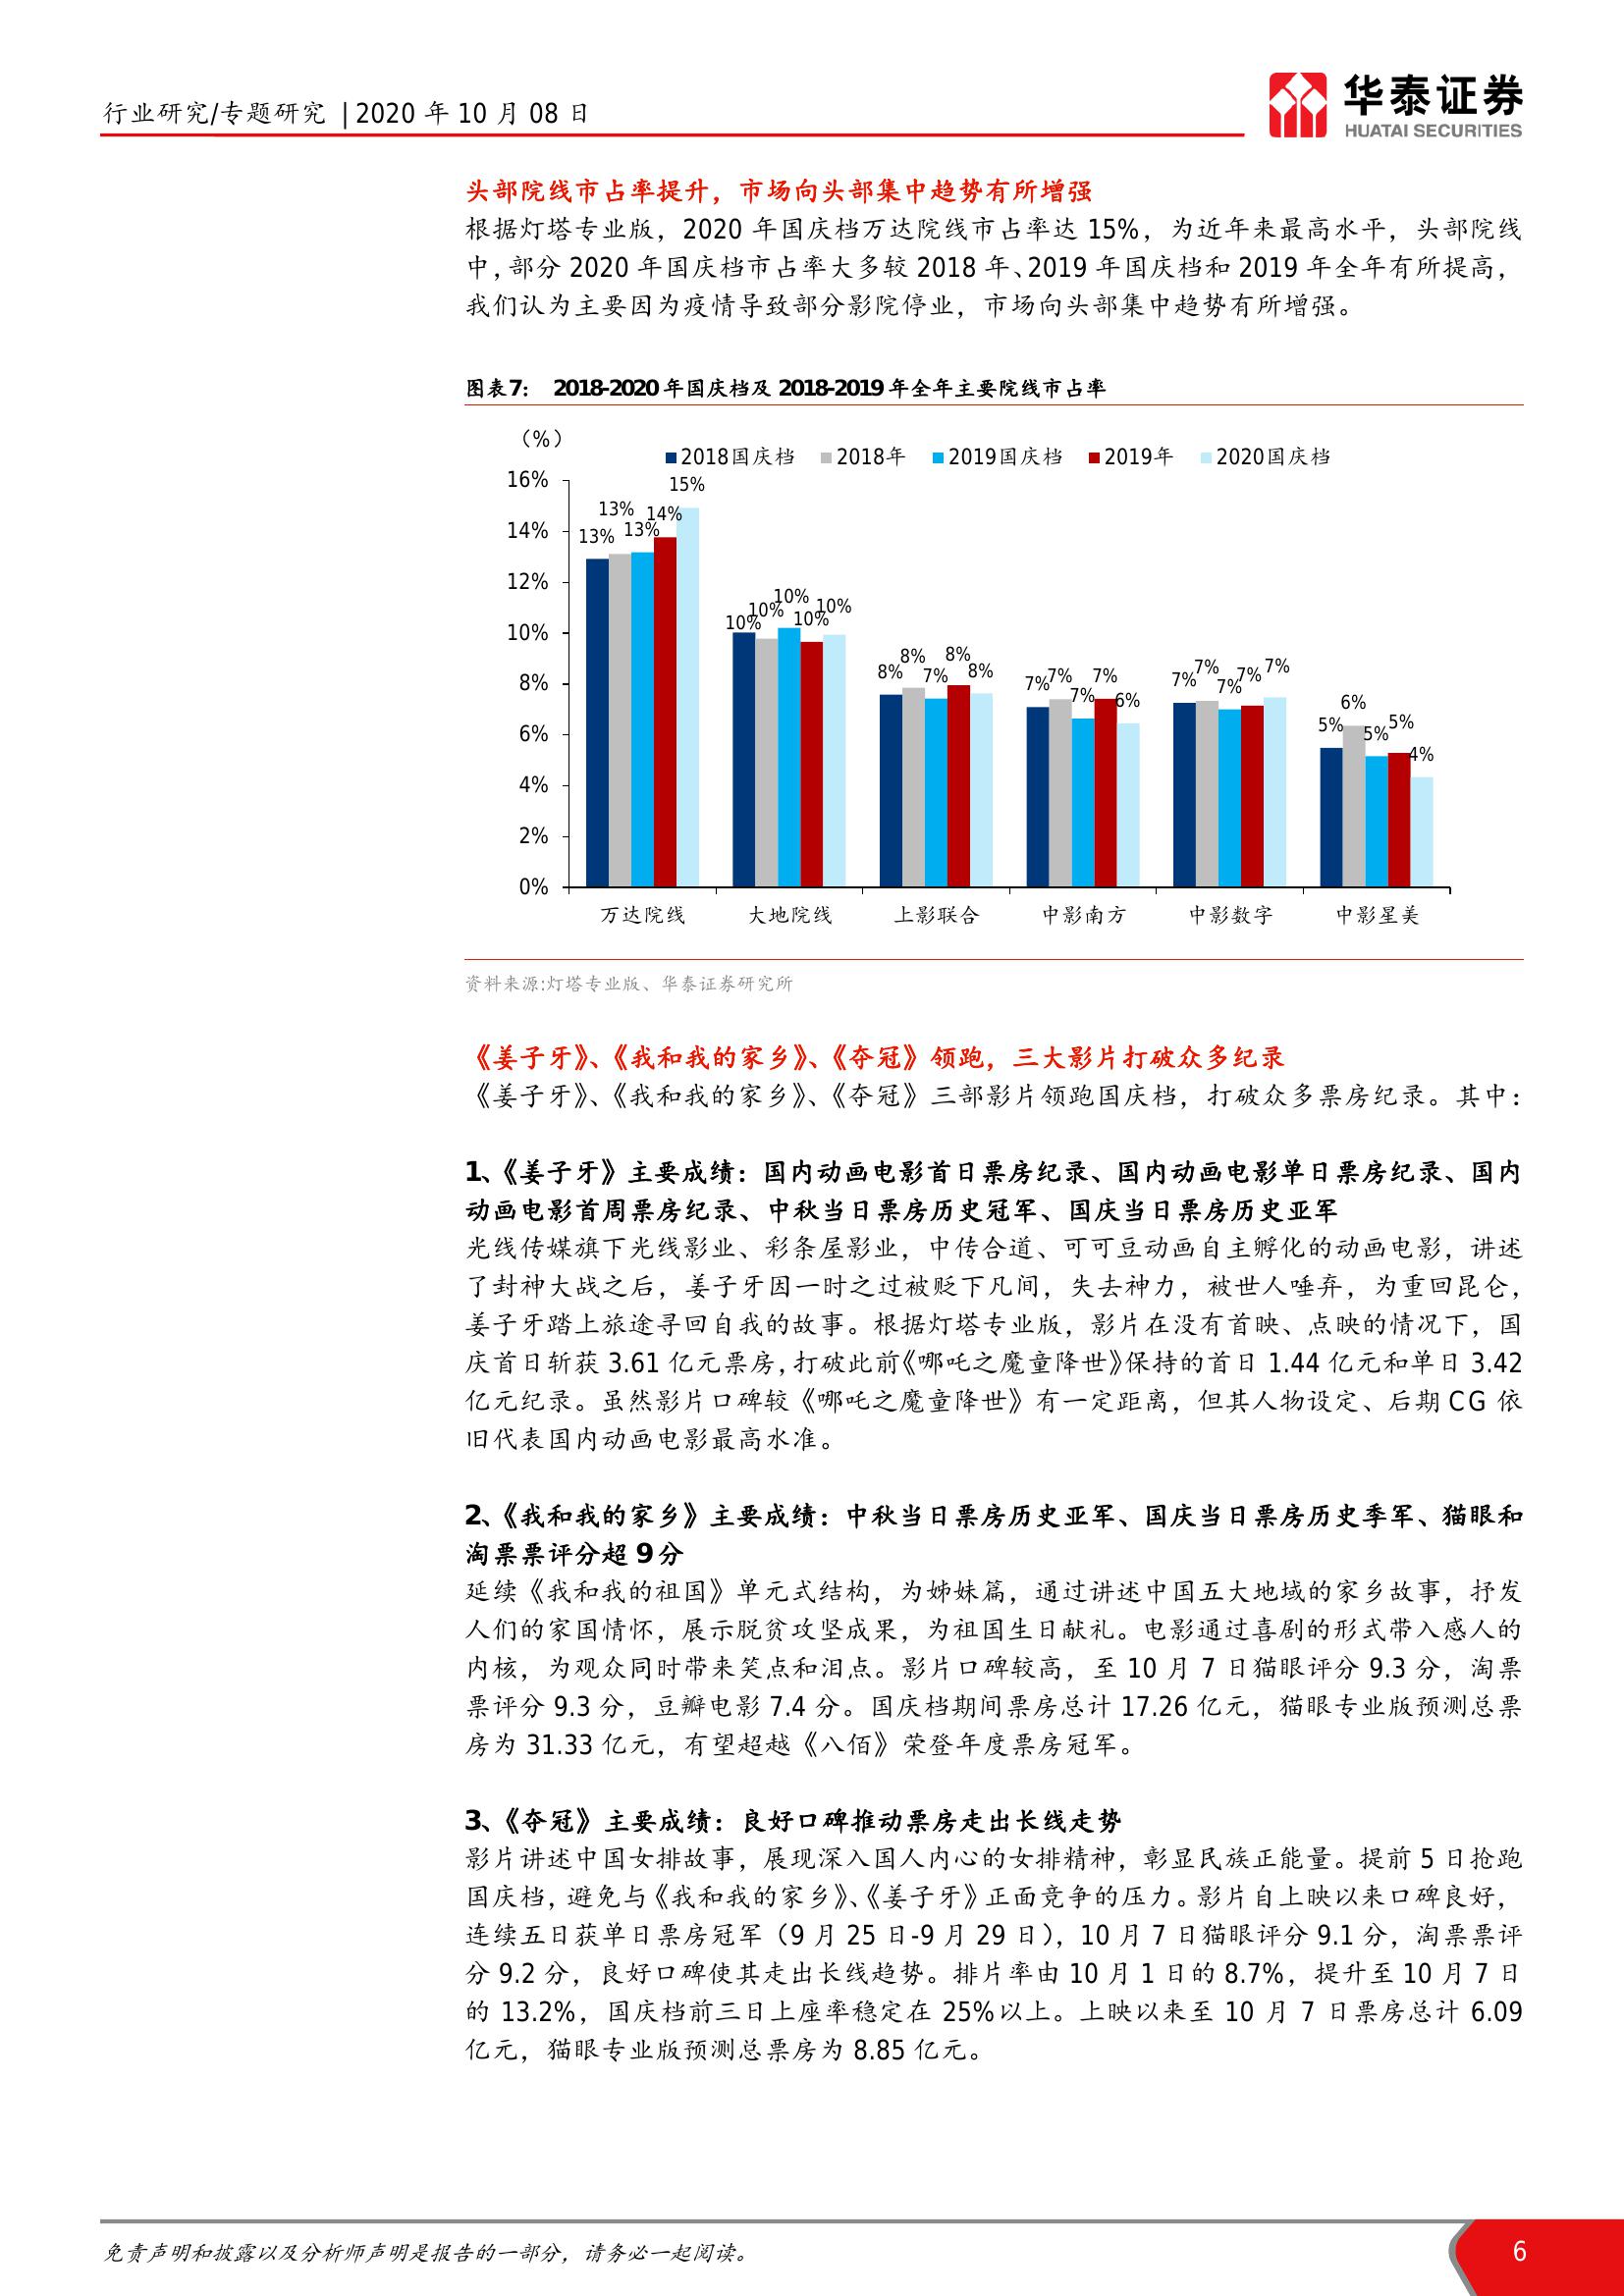 行业研究/专题研究 | 2020 年 10 月 08 日
华泰证券
HUATAI SECURITIES
头部院线市占率提升，市场向头部集中趋势有所增强
根据灯塔专业版，2020 年国庆档万达院线市占率达 15%，为近年来最高水平，头部院线
中，部分 2020 年国庆档市占率大多较 2018 年、2019 年国庆档和 2019 年全年有所提高，
我们认为主要因为疫情导致部分影院停业，市场向头部集中趋势有所增强。
图表7： 2018-2020 年国庆档及 2018-2019 年全年主要院线市占率
（%）
2018国庆档 2018年 2019国庆档 2019年 2020国庆档
16%
14%
12%
10%
8%
6%
4%
2%
0%
13% 13% 13% 14% 15%
10% 10% 10% 10% 10%
8% 8% 7% 8% 8%
7% 7% 7% 7% 6%
7% 7% 7% 7% 7%
5% 6% 5% 5% 4%
万达院线 大地院线 上影联合 中影南方 中影数字 中影星美
资料来源:灯塔专业版、华泰证券研究所
《姜子牙》、《我和我的家乡》、《夺冠》领跑，三大影片打破众多纪录
《姜子牙》、《我和我的家乡》、《夺冠》三部影片领跑国庆档，打破众多票房纪录。其中：
1、《姜子牙》主要成绩：国内动画电影首日票房纪录、国内动画电影单日票房纪录、国内
动画电影首周票房纪录、中秋当日票房历史冠军、国庆当日票房历史亚军
光线传媒旗下光线影业、彩条屋影业，中传合道、可可豆动画自主孵化的动画电影，讲述
了封神大战之后，姜子牙因一时之过被贬下凡间，失去神力，被世人唾弃，为重回昆仑，
姜子牙踏上旅途寻回自我的故事。根据灯塔专业版，影片在没有首映、点映的情况下，国
庆首日斩获 3.61 亿元票房，打破此前《哪吒之魔童降世》保持的首日 1.44 亿元和单日 3.42
亿元纪录。虽然影片口碑较《哪吒之魔童降世》有一定距离，但其人物设定、后期 CG 依
旧代表国内动画电影最高水准。
2、《我和我的家乡》主要成绩：中秋当日票房历史亚军、国庆当日票房历史季军、猫眼和
淘票票评分超 9 分
延续《我和我的祖国》单元式结构，为姊妹篇，通过讲述中国五大地域的家乡故事，抒发
人们的家国情怀，展示脱贫攻坚成果，为祖国生日献礼。电影通过喜剧的形式带入感人的
内核，为观众同时带来笑点和泪点。影片口碑较高，至 10 月 7 日猫眼评分 9.3 分，淘票
票评分 9.3 分，豆瓣电影 7.4 分。国庆档期间票房总计 17.26 亿元，猫眼专业版预测总票
房为 31.33 亿元，有望超越《八佰》荣登年度票房冠军。
3、《夺冠》主要成绩：良好口碑推动票房走出长线走势
影片讲述中国女排故事，展现深入国人内心的女排精神，彰显民族正能量。提前 5 日抢跑
国庆档，避免与《我和我的家乡》、《姜子牙》正面竞争的压力。影片自上映以来口碑良好，
连续五日获单日票房冠军（9 月 25 日-9 月 29 日），10 月 7 日猫眼评分 9.1 分，淘票票评
分 9.2 分，良好口碑使其走出长线趋势。排片率由 10 月 1 日的 8.7%，提升至 10 月 7 日
的 13.2%，国庆档前三日上座率稳定在 25%以上。上映以来至 10 月 7 日票房总计 6.09
亿元，猫眼专业版预测总票房为 8.85 亿元。
免责声明和披露以及分析师声明是报告的一部分，请务必一起阅读。
6